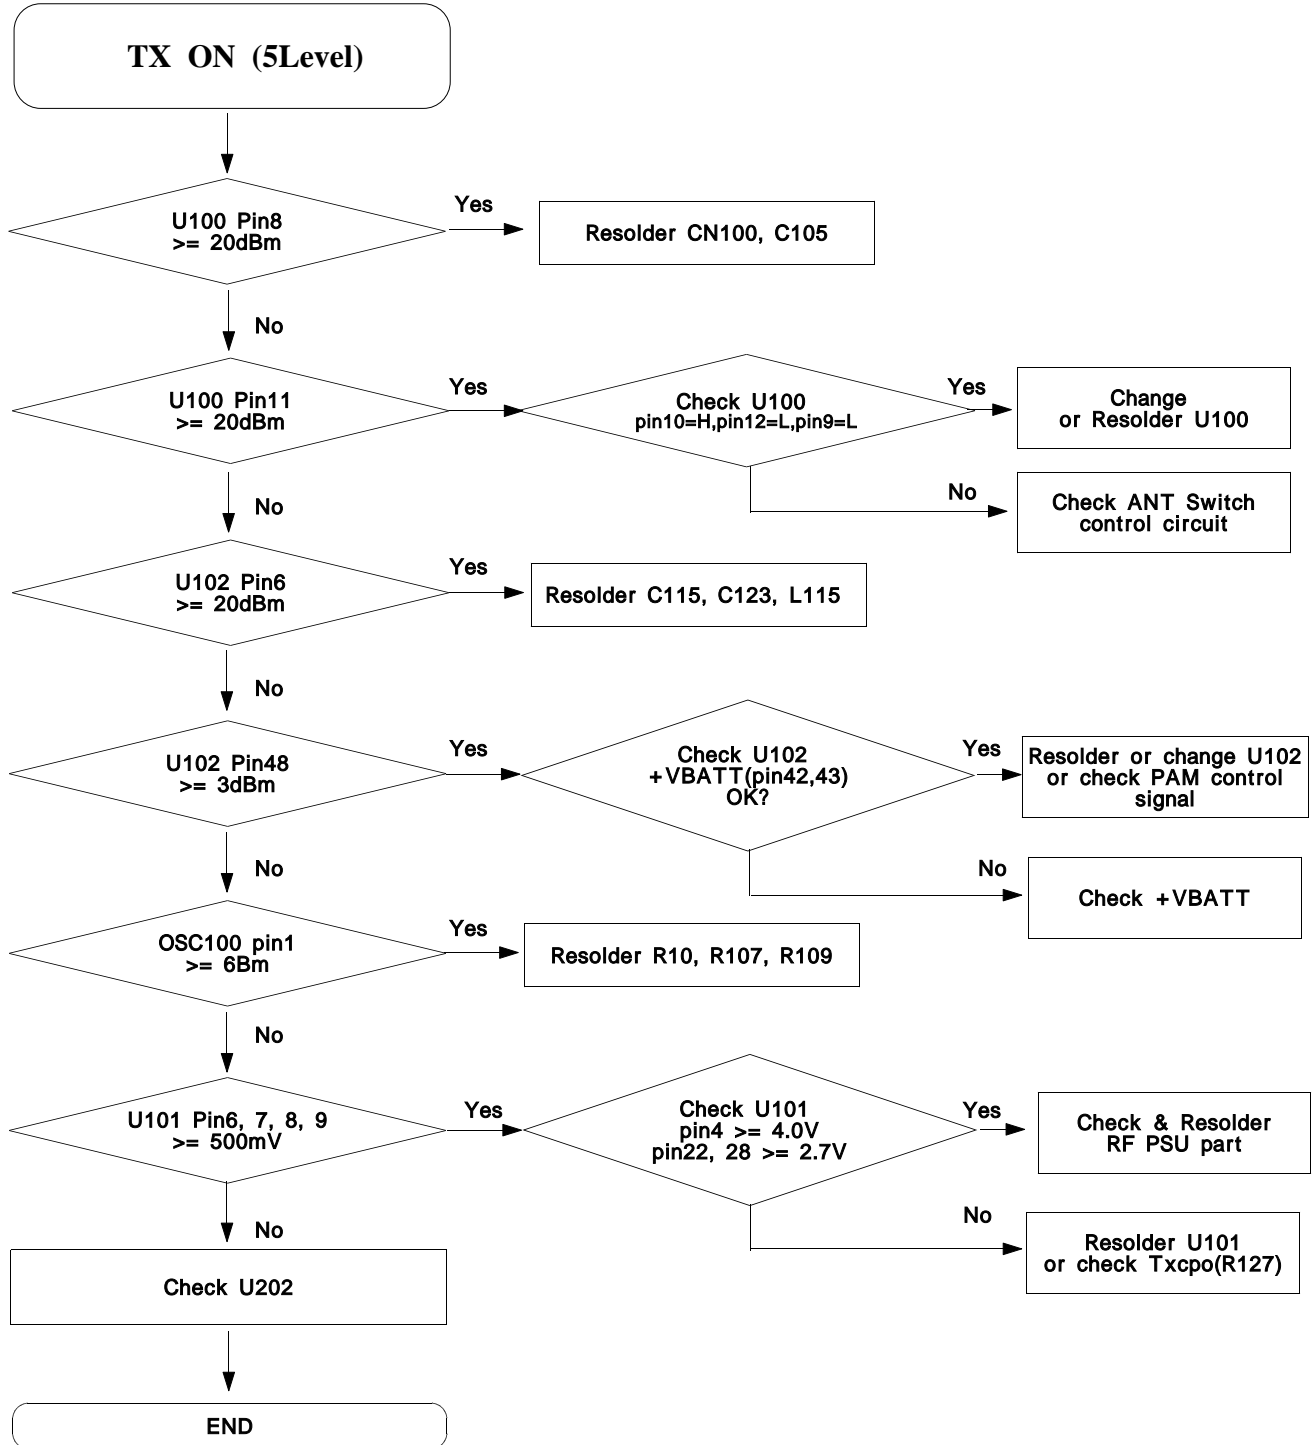 TX ON (5Level)
U100 Pin8
>= 20dBm
Yes
Resolder CN100, C105
No
U100 Pin11
>= 20dBm
Yes
Check U100
pin10=H,pin12=L,pin9=L
Yes
Change
or Resolder U100
No
Check ANT Switch
control circuit
No
U102 Pin6
>= 20dBm
Yes
Resolder C115, C123, L115
No
U102 Pin48
>= 3dBm
Yes
Check U102
+VBATT(pin42,43)
OK?
Yes
Resolder or change U102
or check PAM control
signal
No
Check +VBATT
No
OSC100 pin1
>= 6Bm
Yes
Resolder R10, R107, R109
No
U101 Pin6, 7, 8, 9
>= 500mV
Yes
Check U101
pin4 >= 4.0V
pin22, 28 >= 2.7V
Yes
Check & Resolder
RF PSU part
No
Resolder U101
or check Txcpo(R127)
No
Check U202
END